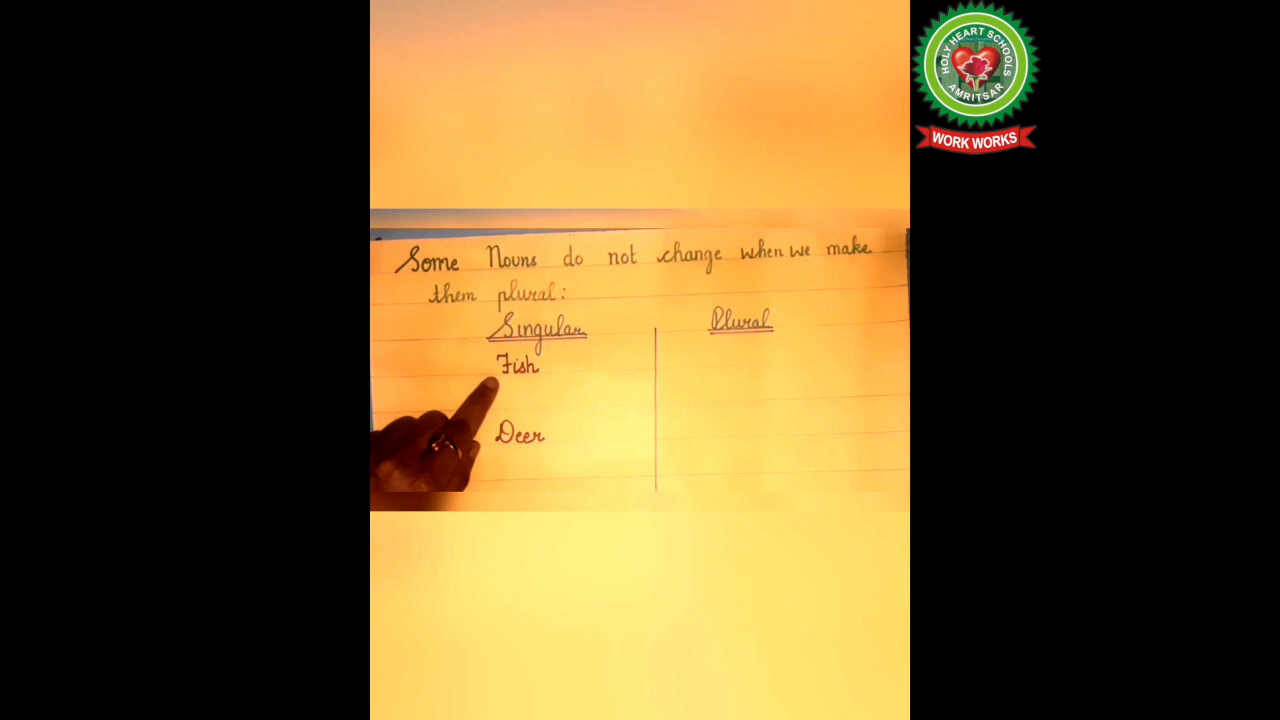 HOLY HEART SCHOOLS
AMRITSAR
WORK WORKS
Some Nouns do not change when we make
them plural:
Singular Plural
Fish
Deer